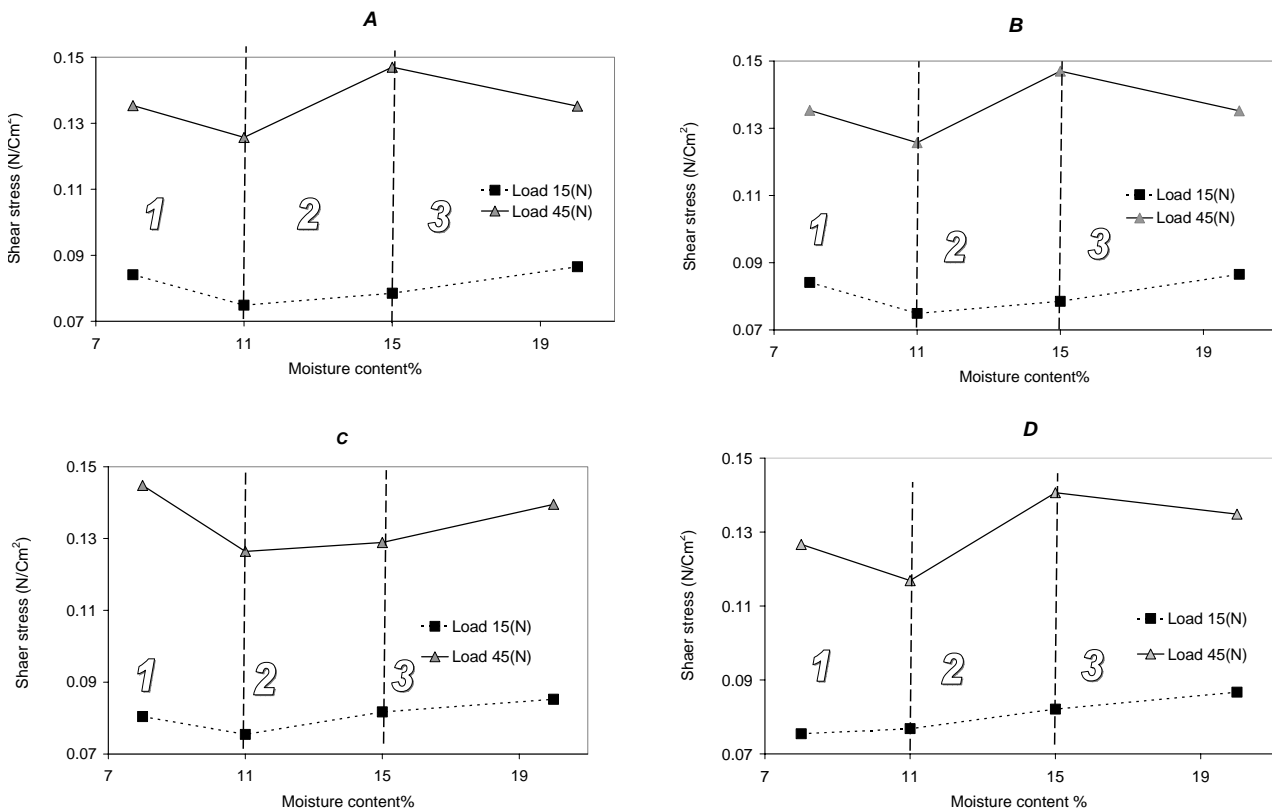 A
0.15
0.13
0.11
0.09
0.07
7
11
15
19
Shear stress (N/Cm²)
Moisture content%
Load 15(N)
Load 45(N)
1
2
3
B
0.15
0.13
0.11
0.09
0.07
7
11
15
19
Shear stress (N/Cm²)
Moisture content%
Load 15(N)
Load 45(N)
1
2
3
C
0.15
0.13
0.11
0.09
0.07
7
11
15
19
Shaer stress (N/Cm²)
Moisture content%
Load 15(N)
Load 45(N)
1
2
3
D
0.15
0.13
0.11
0.09
0.07
7
11
15
19
Shaer stress (N/Cm²)
Moisture content %
Load 15(N)
Load 45(N)
1
2
3